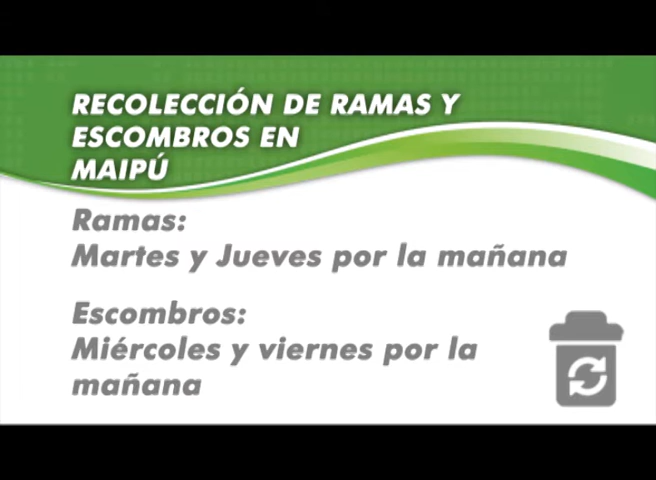 RECOLECCIÓN DE RAMAS Y
ESCOMBROS EN
MAIPÚ
Ramas:
Martes y Jueves por la mañana
Escombros:
Miércoles y viernes por la
mañana